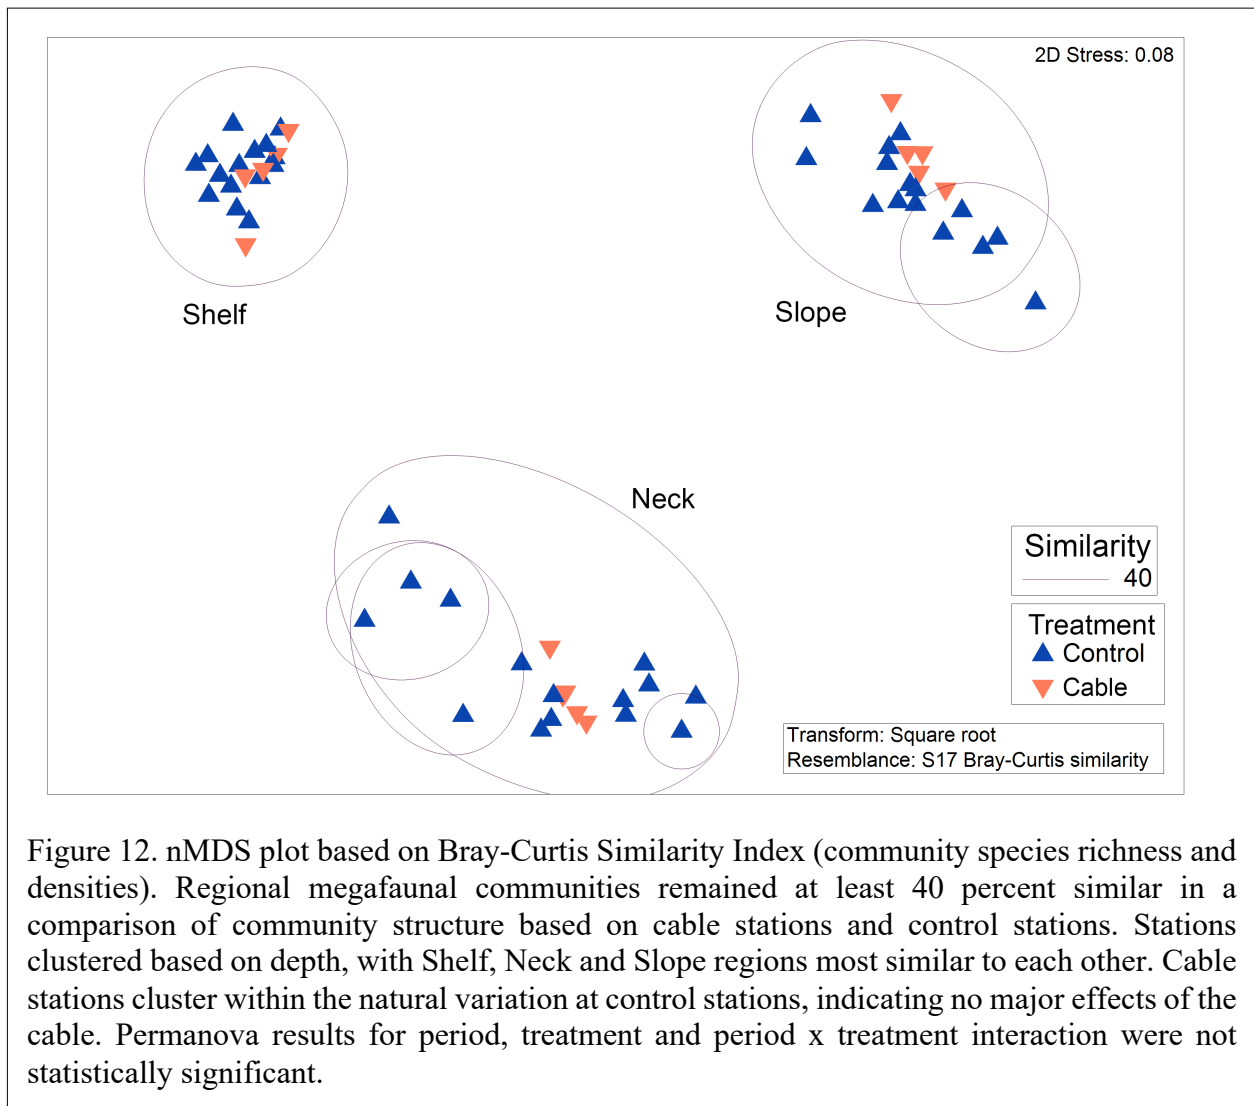 2D Stress: 0.08
Shelf
Slope
Neck
Similarity
40
Treatment
Control
Cable
Transform: Square root
Resemblance: S17 Bray-Curtis similarity
Figure 12. nMDS plot based on Bray-Curtis Similarity Index (community species richness and
densities). Regional megafaunal communities remained at least 40 percent similar in a
comparison of community structure based on cable stations and control stations. Stations
clustered based on depth, with Shelf, Neck and Slope regions most similar to each other. Cable
stations cluster within the natural variation at control stations, indicating no major effects of the
cable. Permanova results for period, treatment and period x treatment interaction were not
statistically significant.